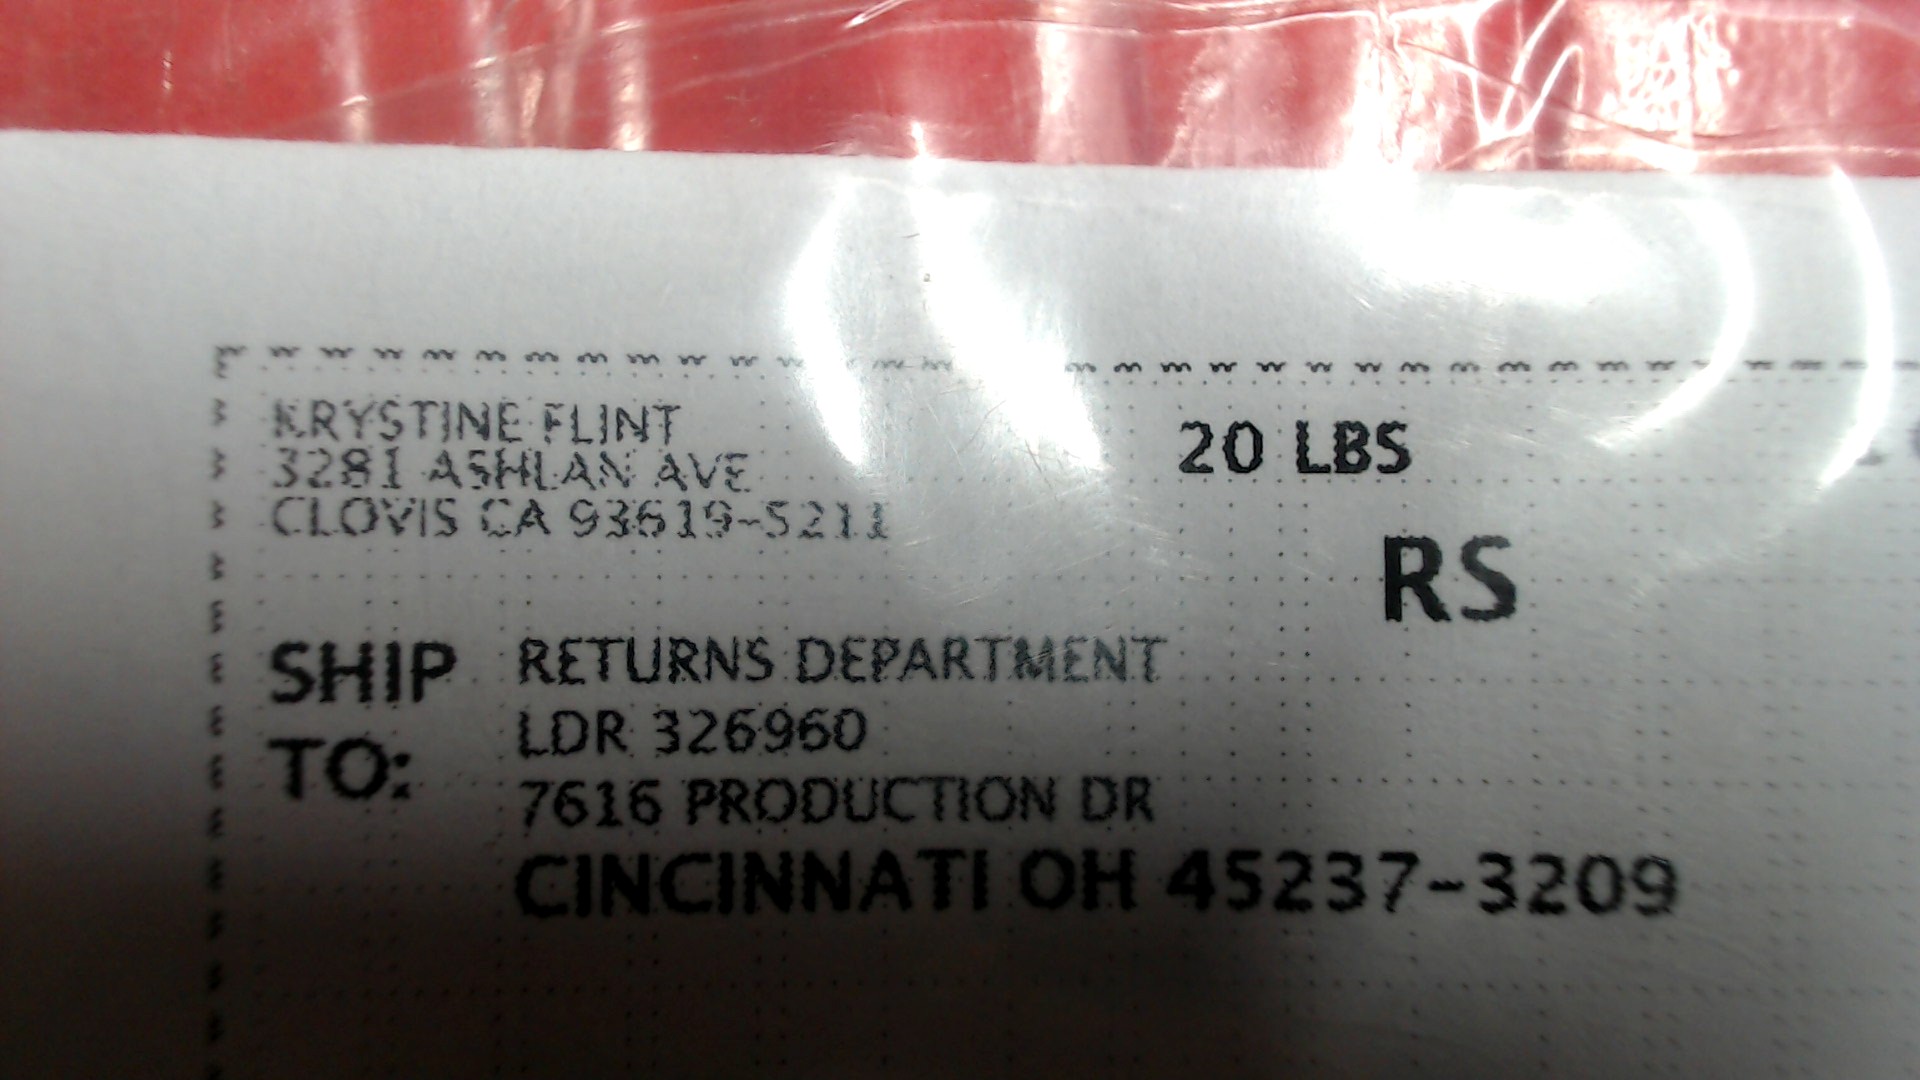 KRYSTINE FLINT
3281 ASHLAN AVE
CLOVIS CA 93619-5211
20 LBS
RS
SHIP TO:
RETURNS DEPARTMENT
LDR 326960
7616 PRODUCTION DR
CINCINNATI OH 45237-3209